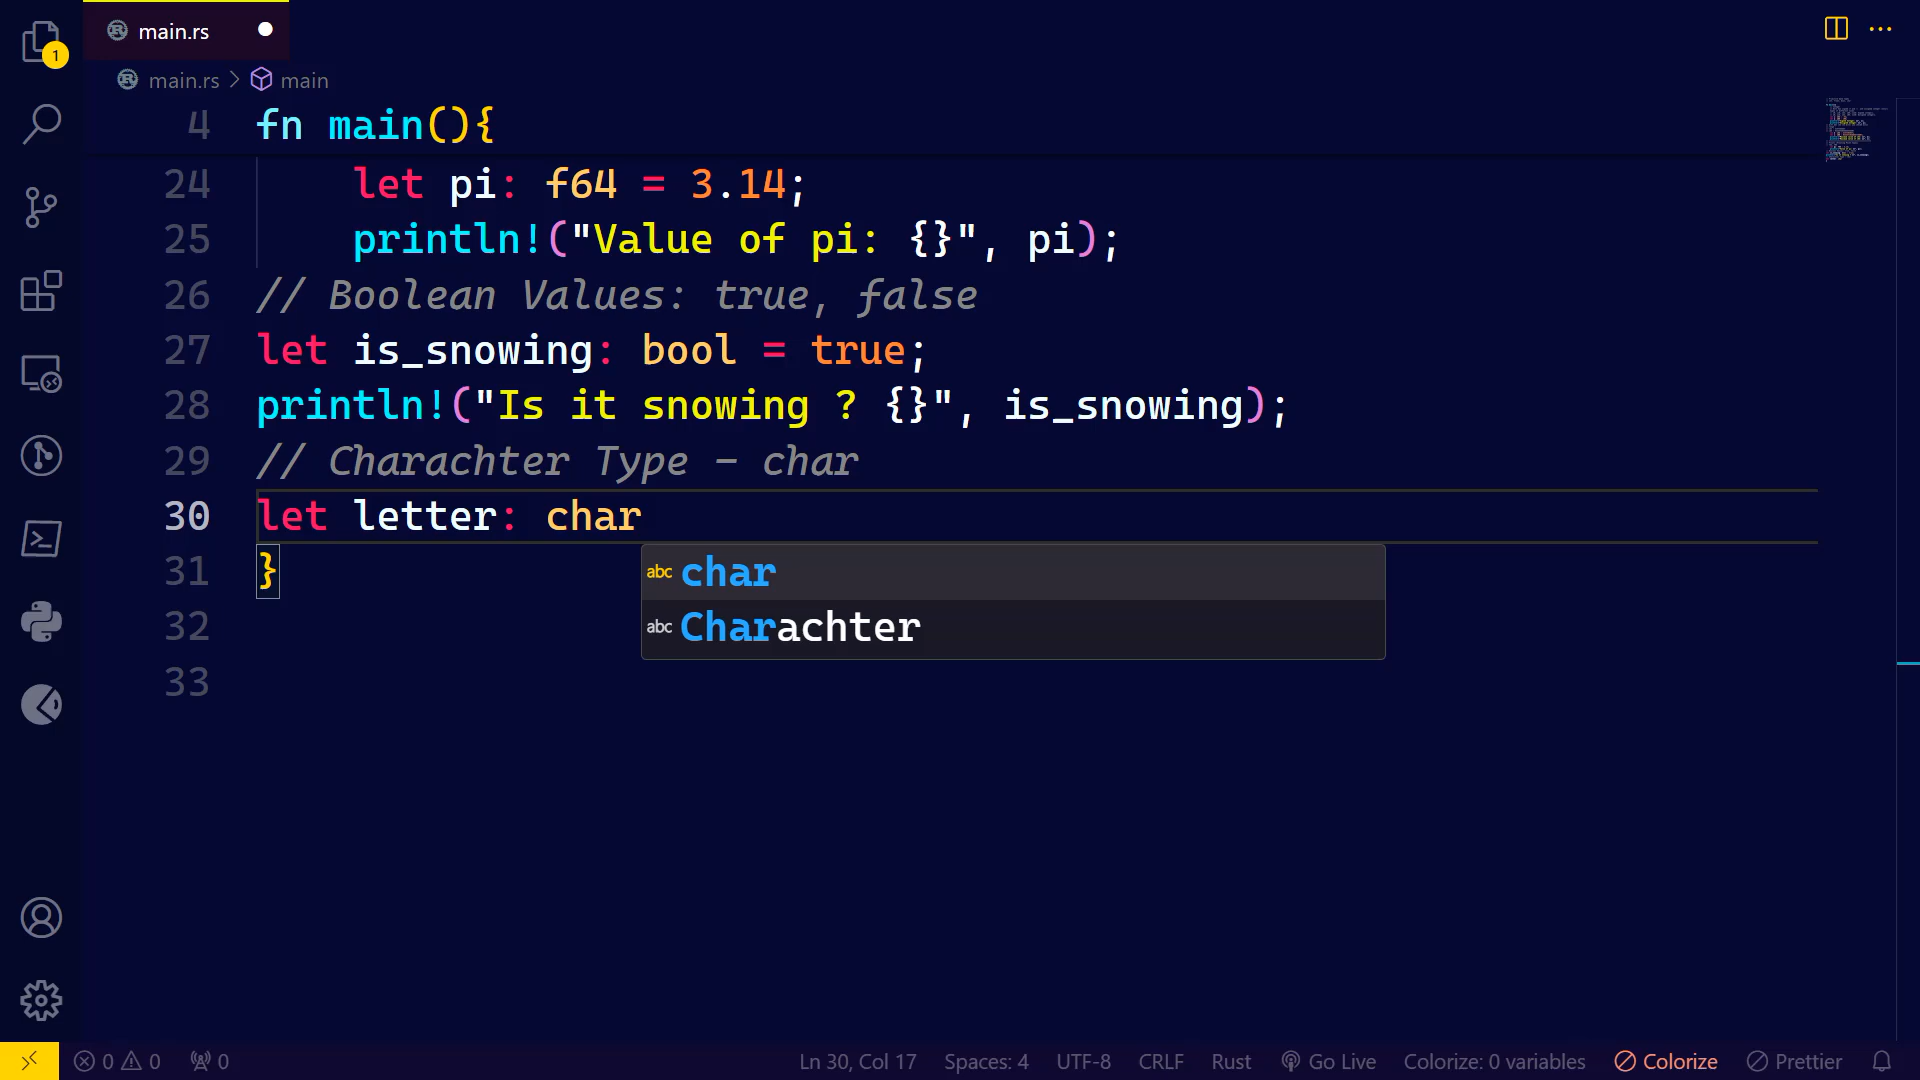 1
main.rs
main.rs > main
4 fn main(){
24 let pi: f64 = 3.14;
25 println!("Value of pi: {}", pi);
26 // Boolean Values: true, false
27 let is_snowing: bool = true;
28 println!("Is it snowing ? {}", is_snowing);
29 // Charachter Type - char
30 let letter: char
31 }
abc char
32
abc Charachter
33
0 0 0 Ln 30, Col 17 Spaces: 4 UTF-8 CRLF Rust Go Live Colorize: 0 variables Colorize Prettier